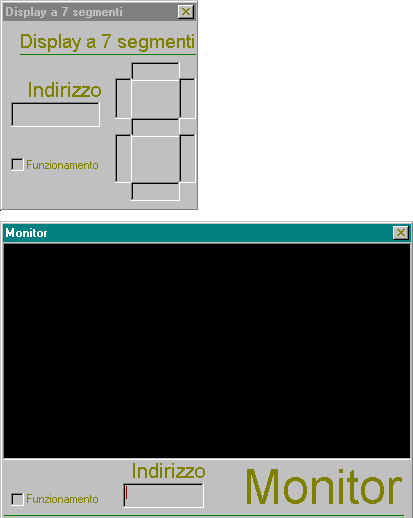 Display a 7 segmenti
Display a 7 segmenti
Indirizzo
Funzionamento
Monitor
Indirizzo
Monitor
Funzionamento